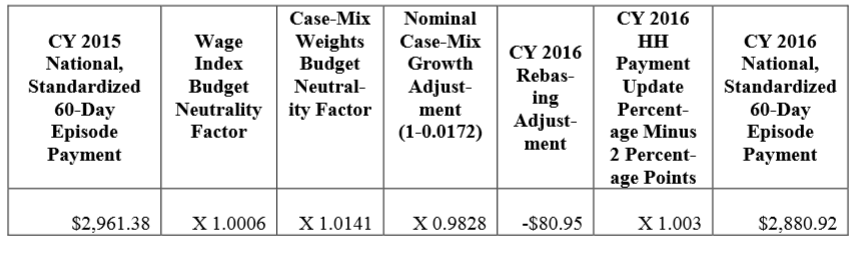 CY 2015
National,
Standardized
60-Day
Episode
Payment
Wage
Index
Budget
Neutrality
Factor
Case-Mix
Weights
Budget
Neutral-
ity Factor
Nominal
Case-Mix
Growth
Adjust-
ment
(1-0.0172)
CY 2016
Rebas-
ing
Adjust-
ment
CY 2016
HH
Payment
Update
Percent-
age Minus
2 Percent-
age Points
CY 2016
National,
Standardized
60-Day
Episode
Payment
$2,961.38
X 1.0006
X 1.0141
X 0.9828
-$80.95
X 1.003
$2,880.92